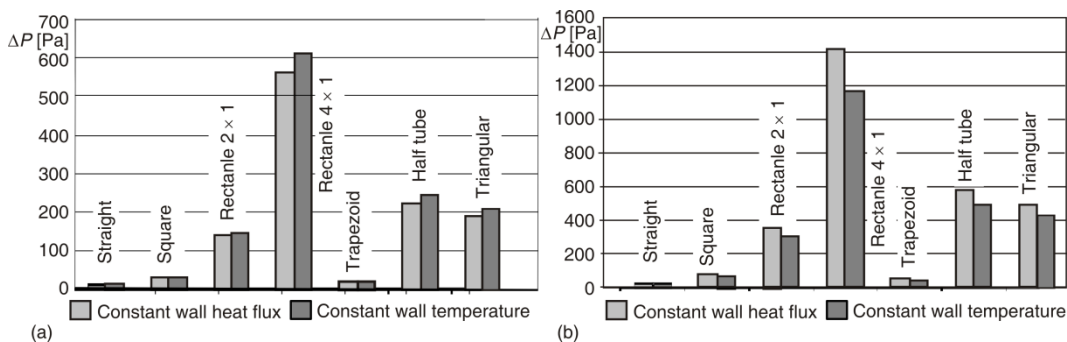 700
ΔP [Pa]
600
500
400
300
200
100
0
Straight
Square
Rectanle 2 × 1
Rectanle 4 × 1
Trapezoid
Half tube
Triangular
Constant wall heat flux
Constant wall temperature
(a)
1600
ΔP [Pa]
1400
1200
1000
800
600
400
200
0
Straight
Square
Rectanle 2 × 1
Rectanle 4 × 1
Trapezoid
Half tube
Triangular
Constant wall heat flux
Constant wall temperature
(b)